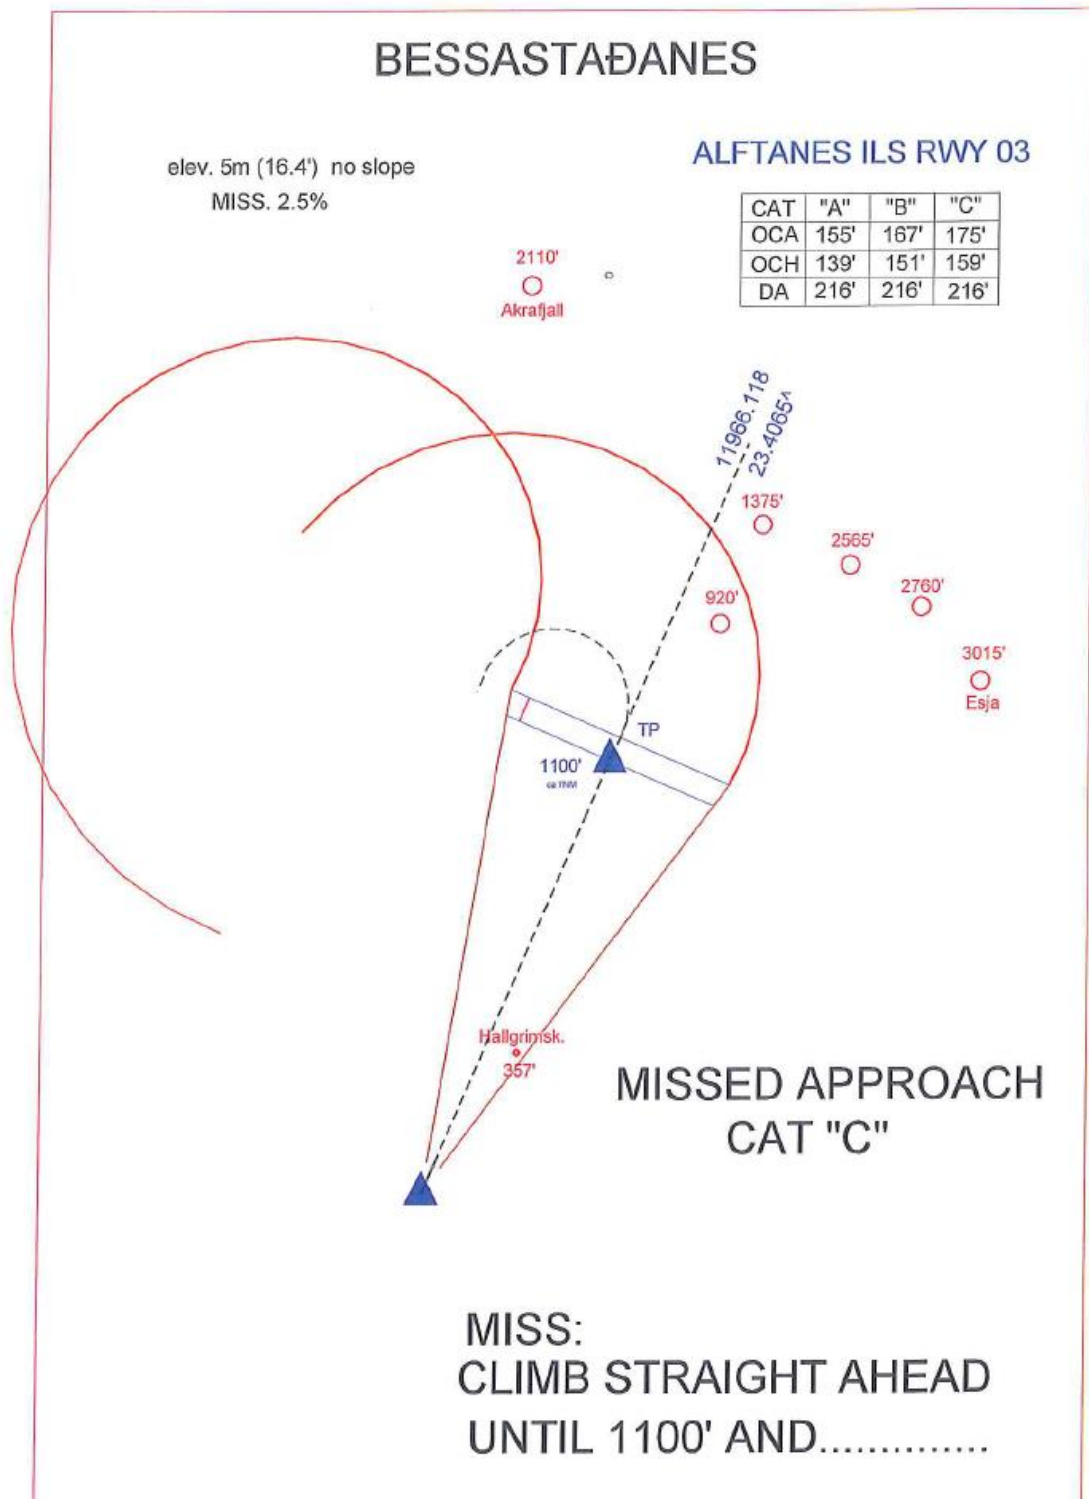 BESSASTAÐANES
elev. 5m (16.4') no slope
MISS. 2.5%
ALFTANES ILS RWY 03
CAT "A" "B" "C"
OCA 155' 167' 175'
OCH 139' 151' 159'
DA 216' 216' 216'
2110'
Akrafjall
11966.118
23.4065^
1375'
2565'
920'
2760'
3015'
Esja
TP
1100'
Hallgrimsk.
357'
MISSED APPROACH
CAT "C"
MISS:
CLIMB STRAIGHT AHEAD
UNTIL 1100' AND..............